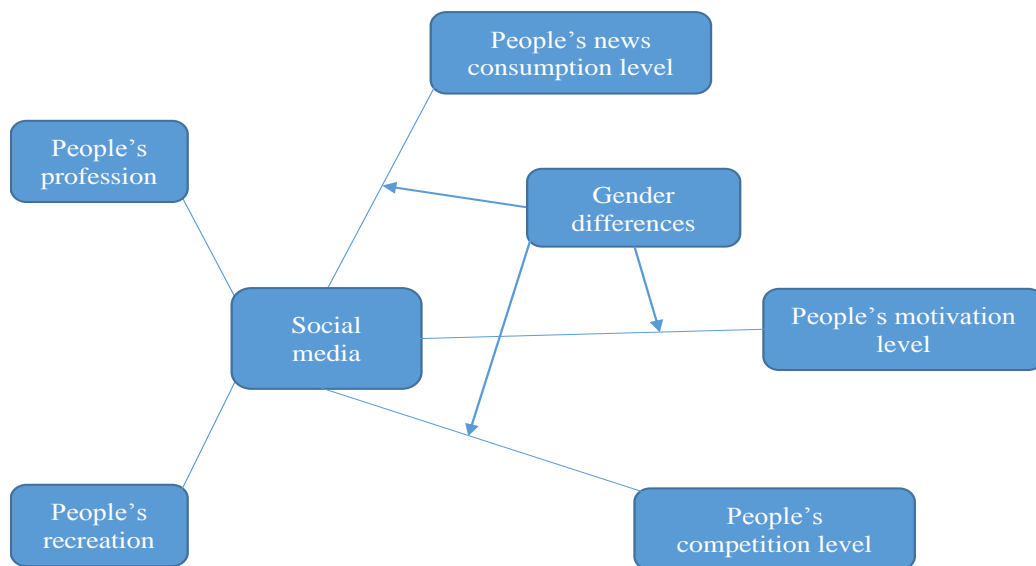 People’s news
consumption level
People’s
profession
Gender
differences
Social
media
People’s motivation
level
People’s
recreation
People’s
competition level